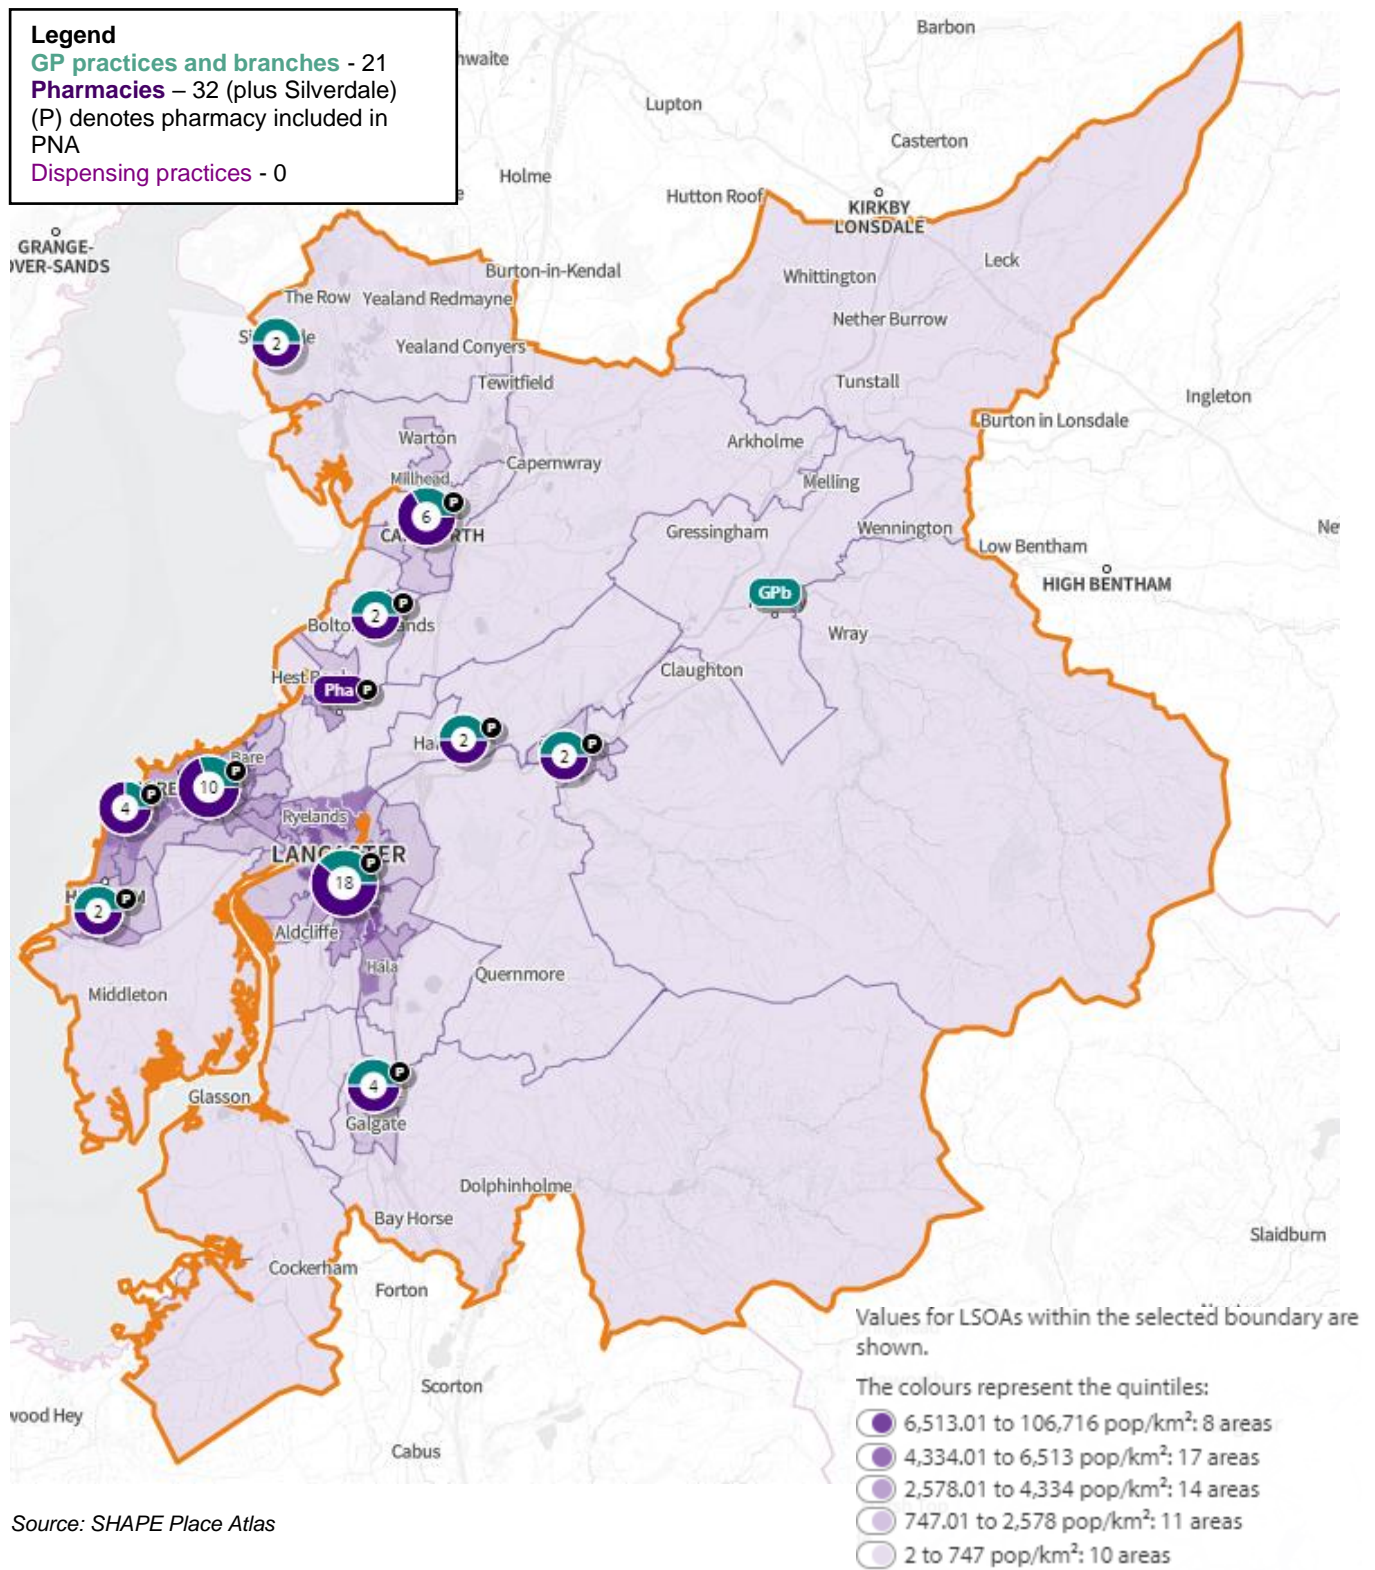 Legend
GP practices and branches - 21
Pharmacies – 32 (plus Silverdale)
(P) denotes pharmacy included in
PNA
Dispensing practices - 0
Barbon
Lupton
Casterton
Holme
Hutton Roof
KIRKBY
LONSDALE
GRANGE-
OVER-SANDS
Leck
Burton-in-Kendal
Whittington
The Row
Yealand Redmayne
Nether Burrow
2
Yealand Conyers
Tewitfield
Tunstall
Ingleton
Burton in Lonsdale
Warton
Arkholme
Capernwray
Millhead
Melling
P
6
Gressingham
Wennington
Low Bentham
HIGH BENTHAM
GPb
P
2
Wray
Claughton
Pha P
P
2
P
2
Bare
P
10
P
4
Ryelands
LANCASTER
P
18
P
2
Aldcliffe
Hala
Quernmore
Middleton
P
4
Glasson
Galgate
Dolphinholme
Bay Horse
Slaidburn
Cockerham
Forton
Scorton
Cabus
Values for LSOAs within the selected boundary are
shown.
The colours represent the quintiles:
6,513.01 to 106,716 pop/km²: 8 areas
4,334.01 to 6,513 pop/km²: 17 areas
2,578.01 to 4,334 pop/km²: 14 areas
747.01 to 2,578 pop/km²: 11 areas
2 to 747 pop/km²: 10 areas
Source: SHAPE Place Atlas